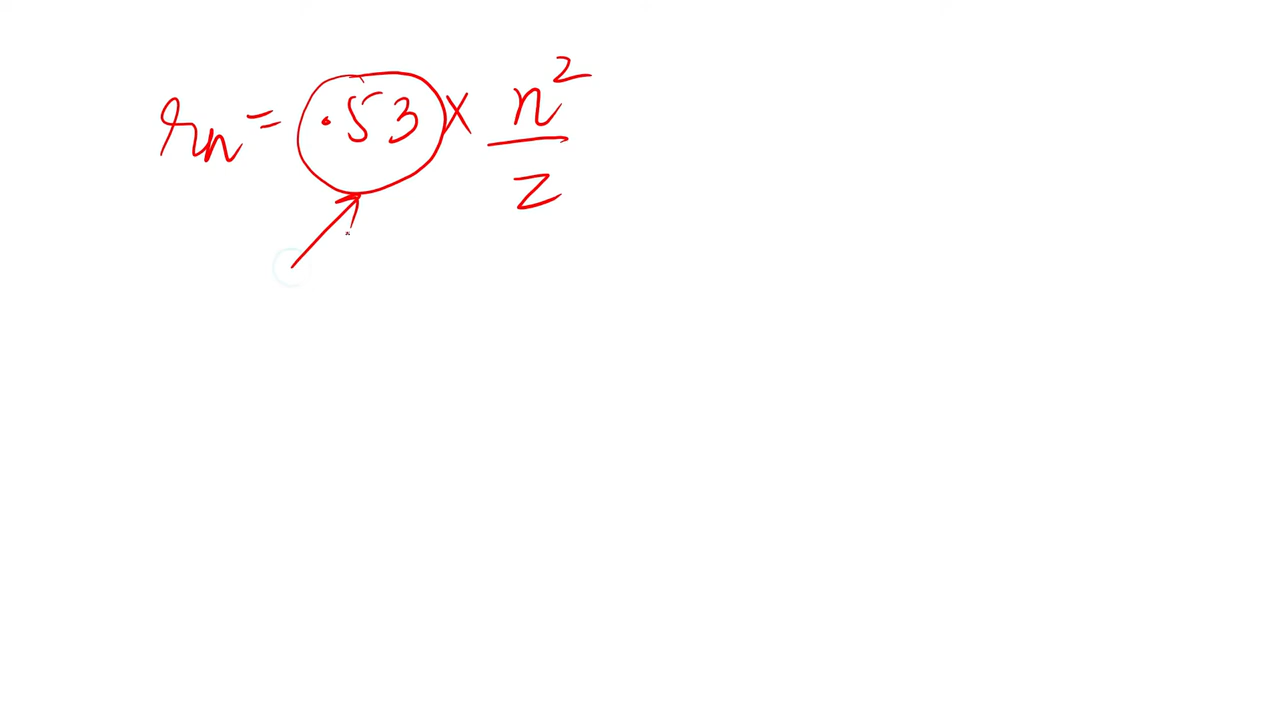 rn = .53 × n²/z